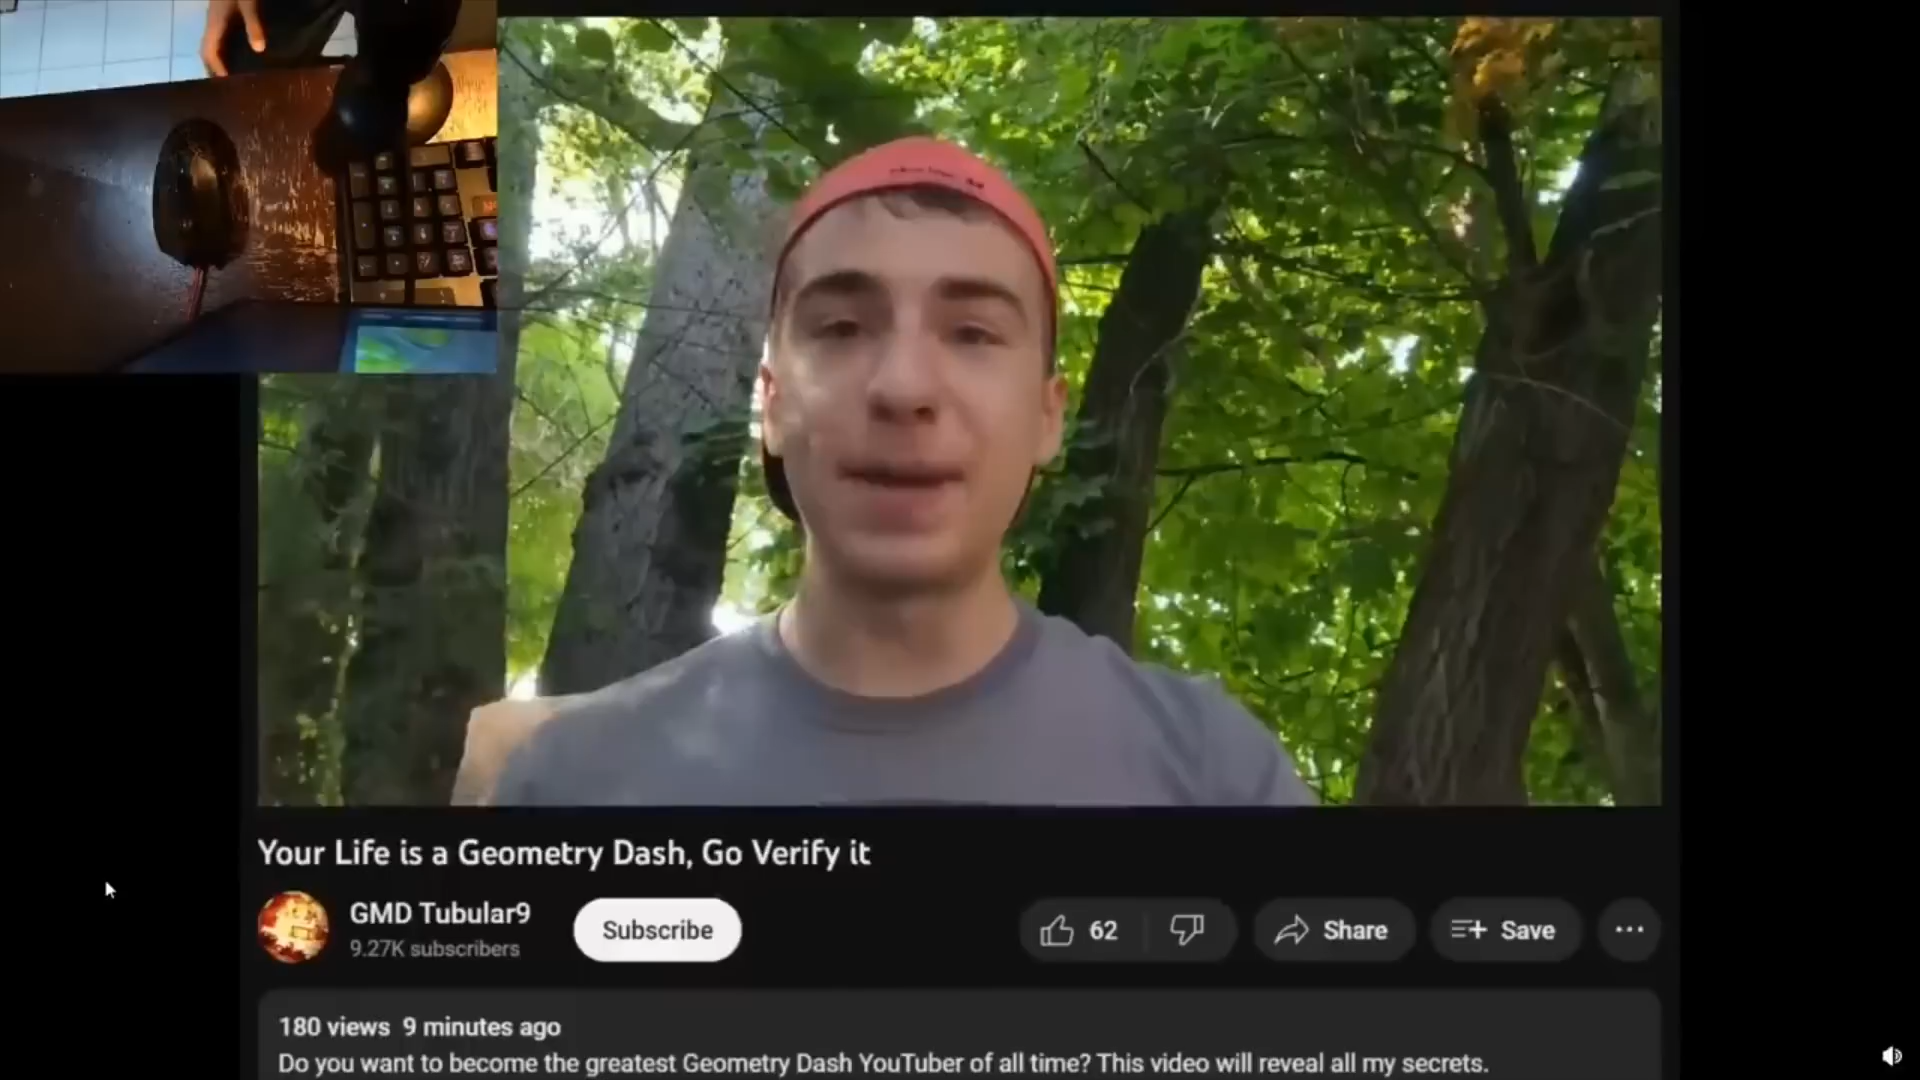 Your Life is a Geometry Dash, Go Verify it
GMD Tubular9
9.27K subscribers
Subscribe
62
Share
Save
180 views 9 minutes ago
Do you want to become the greatest Geometry Dash YouTuber of all time? This video will reveal all my secrets.